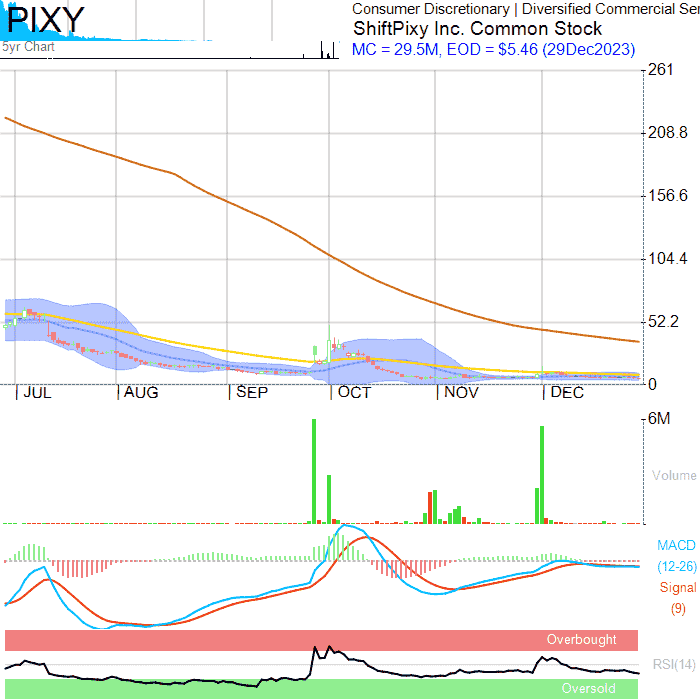 PIXY
5yr Chart
Consumer Discretionary | Diversified Commercial Ser
ShiftPixy Inc. Common Stock
MC = 29.5M, EOD = $5.46 (29Dec2023)
261
208.8
156.6
104.4
52.2
0
JUL AUG SEP OCT NOV DEC
6M
Volume
MACD
(12-26)
Signal
(9)
Overbought
RSI(14)
Oversold